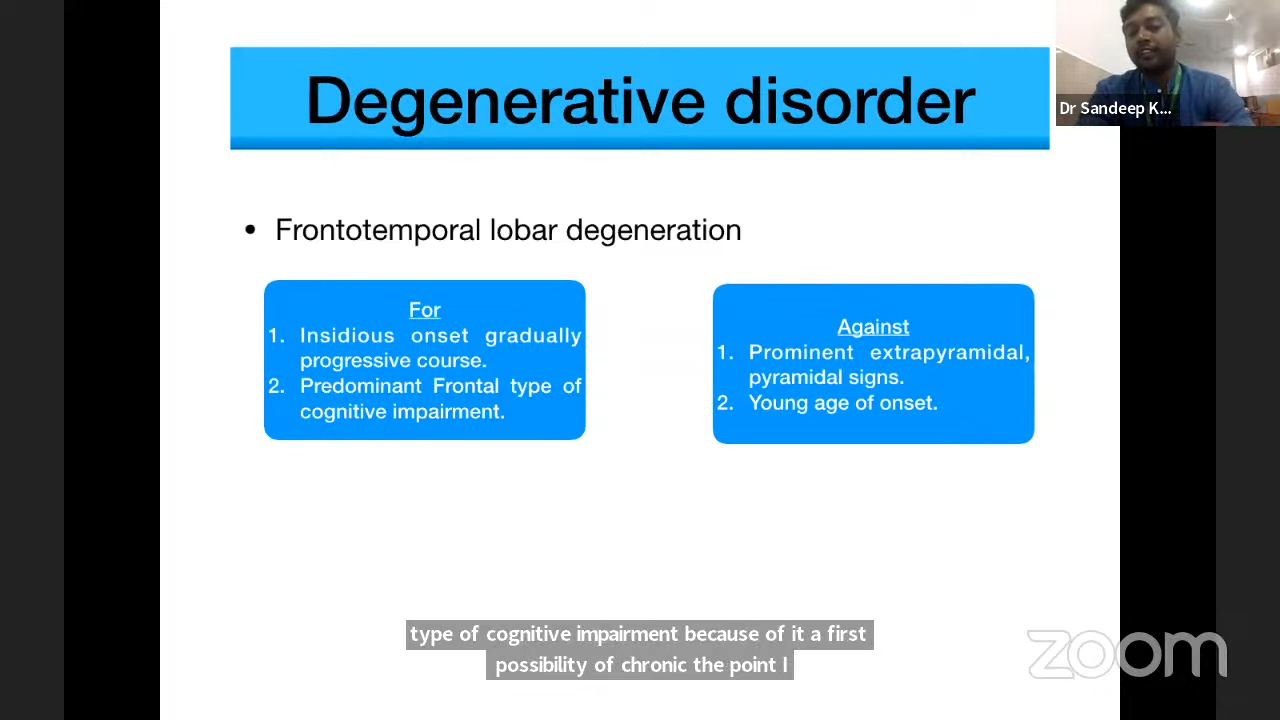 Degenerative disorder
Dr Sandeep K...
• Frontotemporal lobar degeneration
For
1. Insidious onset gradually
progressive course.
2. Predominant Frontal type of
cognitive impairment.
Against
1. Prominent extrapyramidal,
pyramidal signs.
2. Young age of onset.
type of cognitive impairment because of it a first
possibility of chronic the point I
zoom